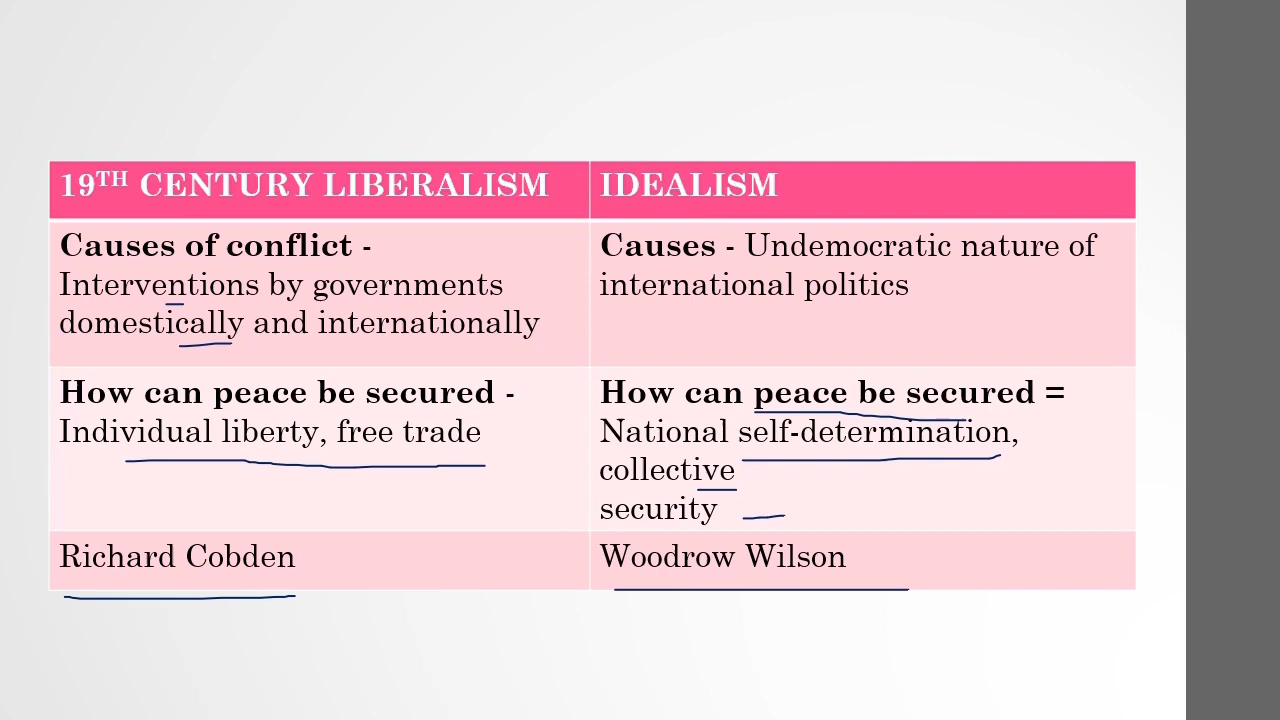 19TH CENTURY LIBERALISM
IDEALISM
Causes of conflict -
Interventions by governments
domestically and internationally
Causes - Undemocratic nature of
international politics
How can peace be secured -
Individual liberty, free trade
How can peace be secured =
National self-determination,
collective
security
Richard Cobden
Woodrow Wilson